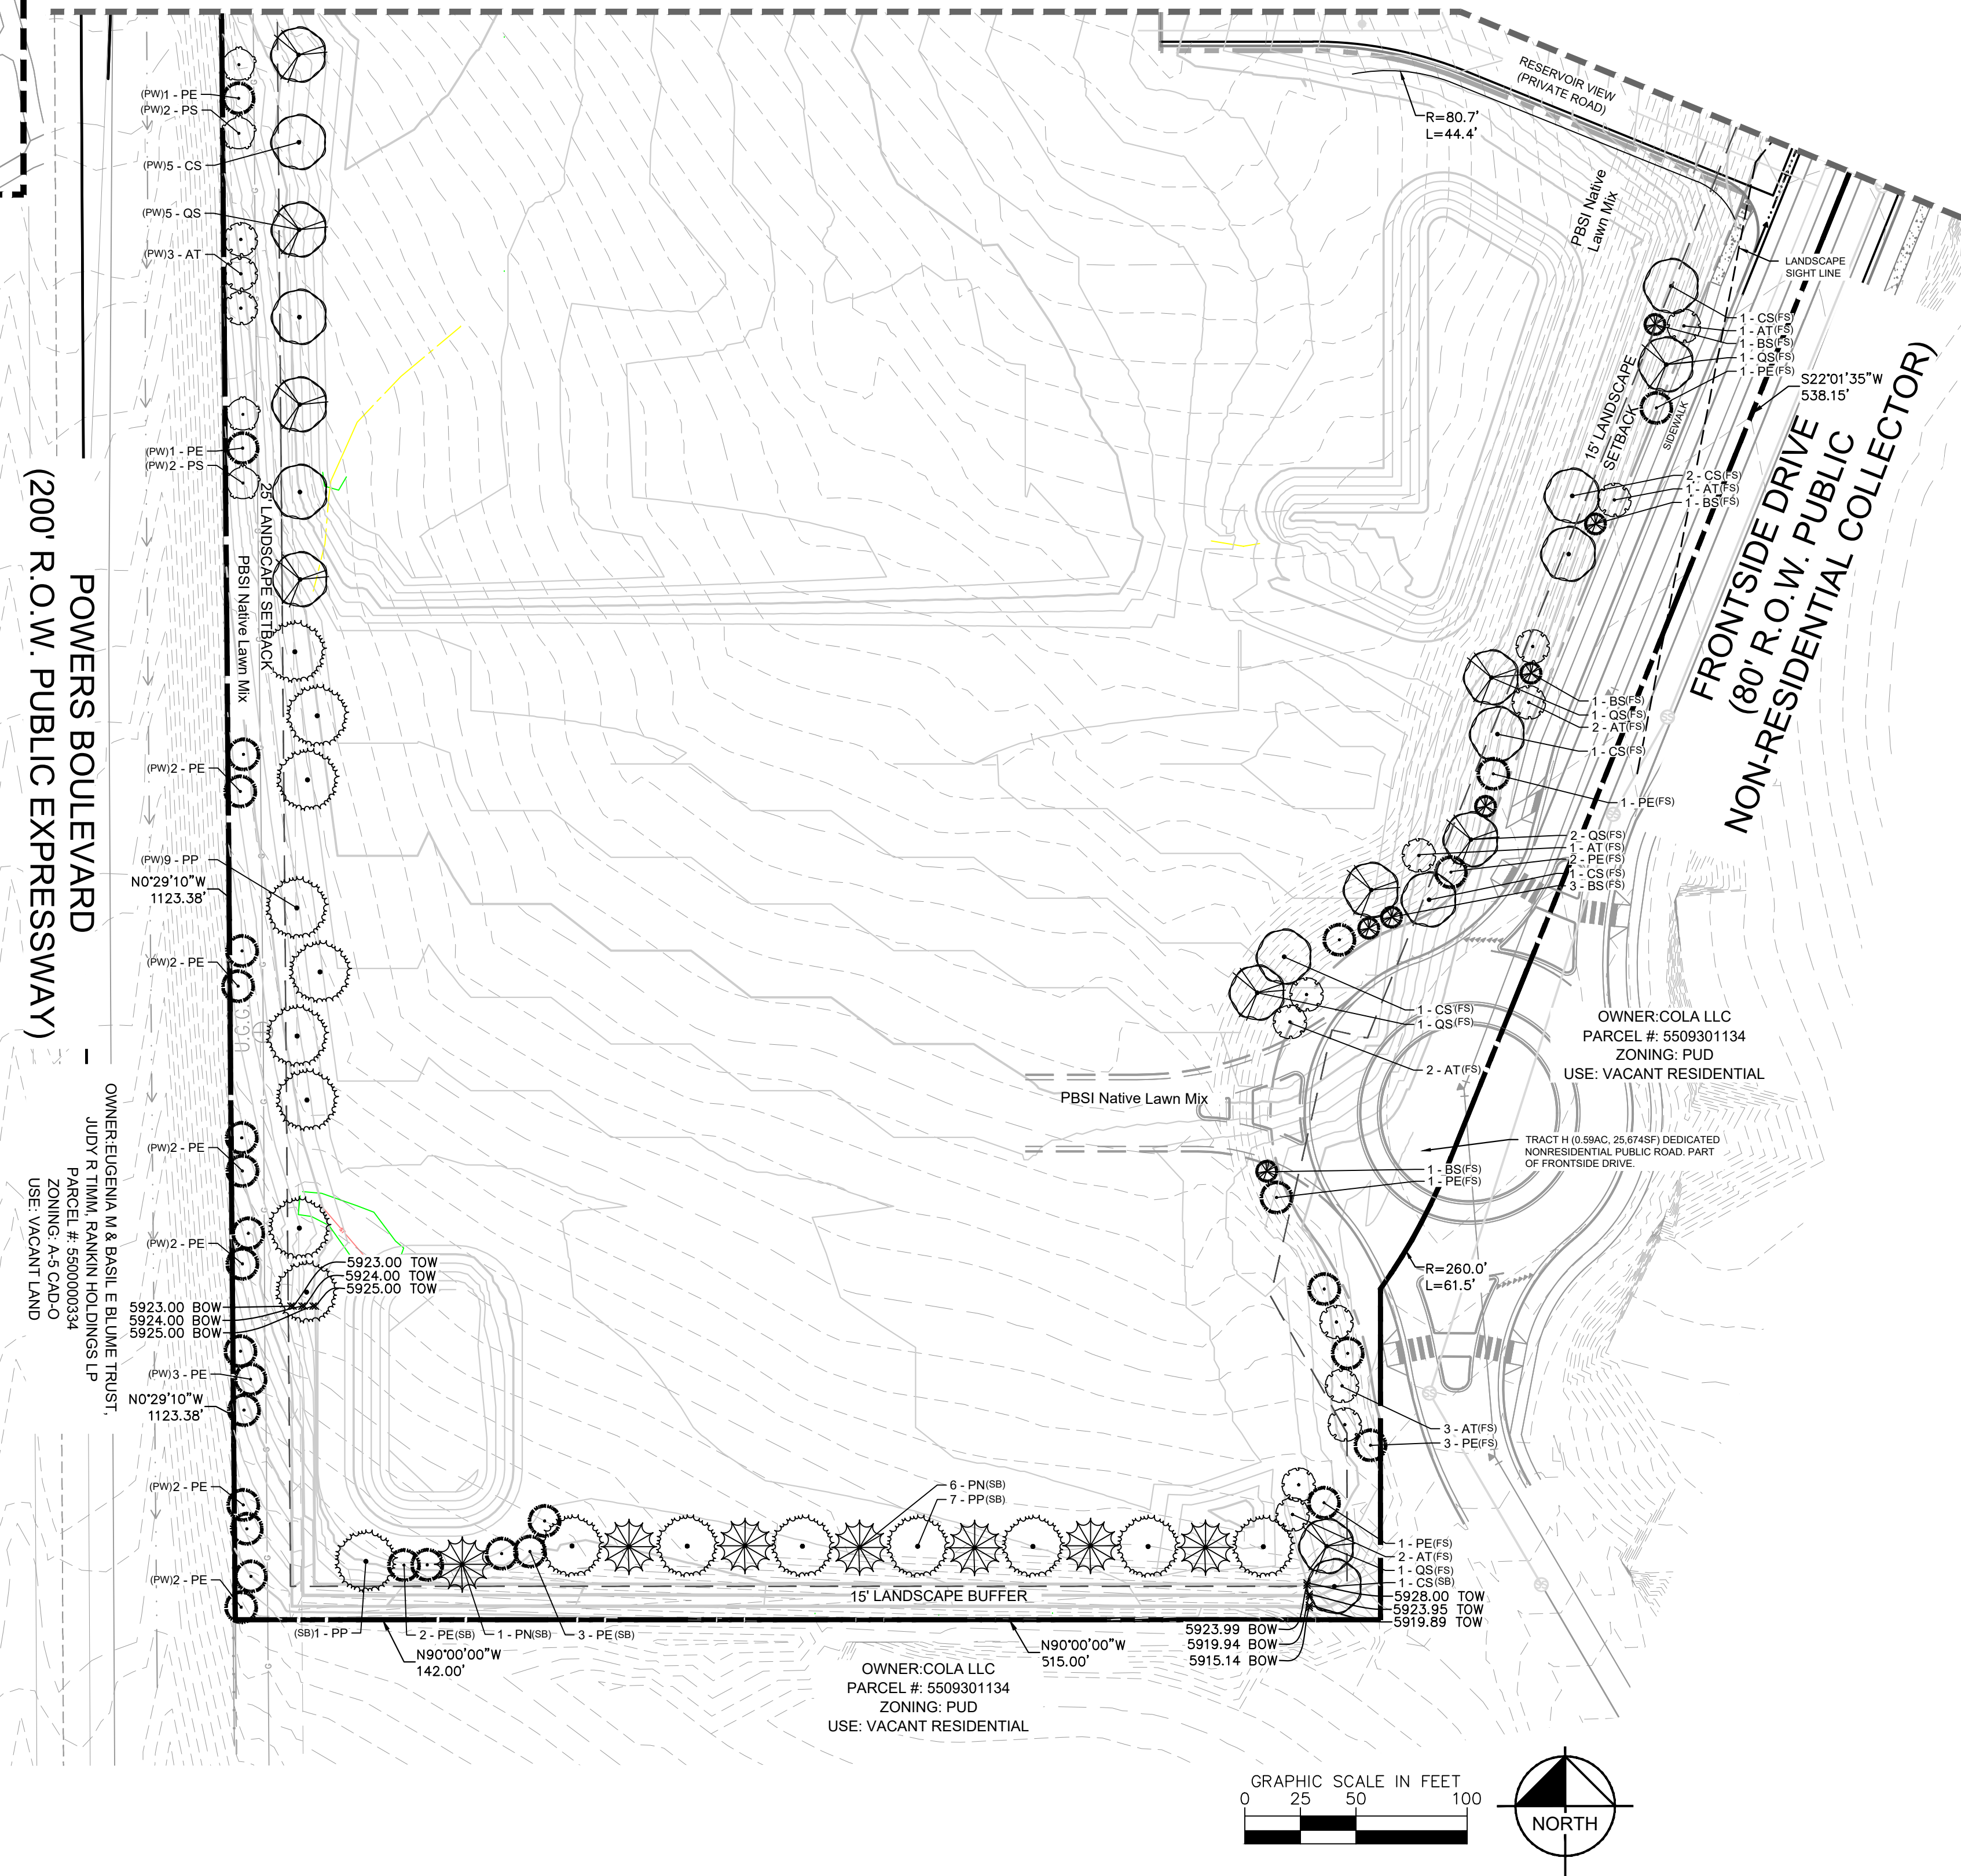 RESERVOIR VIEW
(PRIVATE ROAD)
R=80.7'
L=44.4'
PBSI Native
Lawn Mix
LANDSCAPE
SIGHT LINE
(PW)1 - PE
(PW)2 - PS
(PW)5 - CS
(PW)5 - QS
(PW)3 - AT
(PW)1 - PE
(PW)2 - PS
25' LANDSCAPE SETBACK
PBSI Native Lawn Mix
(PW)2 - PE
(PW)9 - PP
N0°29'10"W
1123.38'
(PW)2 - PE
(PW)2 - PE
(PW)2 - PE
5923.00 TOW
5924.00 TOW
5925.00 TOW
5923.00 BOW
5924.00 BOW
5925.00 BOW
(PW)3 - PE
N0°29'10"W
1123.38'
(PW)2 - PE
(PW)2 - PE
POWERS BOULEVARD
(200' R.O.W. PUBLIC EXPRESSWAY)
OWNER:EUGENIA M & BASIL E BLUME TRUST,
JUDY R TIMM, RANKIN HOLDINGS LP
PARCEL #: 5500000334
ZONING: A-5 CAD-O
USE: VACANT LAND
1 - CS(FS)
1 - AT(FS)
1 - BS(FS)
1 - QS(FS)
1 - PE(FS)
S22°01'35"W
538.15'
15' LANDSCAPE
SETBACK
SIDEWALK
2 - CS(FS)
1 - AT(FS)
1 - BS(FS)
FRONTSIDE DRIVE
(80' R.O.W. PUBLIC
NON-RESIDENTIAL COLLECTOR)
1 - BS(FS)
1 - QS(FS)
2 - AT(FS)
1 - CS(FS)
1 - PE(FS)
2 - QS(FS)
1 - AT(FS)
2 - PE(FS)
1 - CS(FS)
3 - BS(FS)
1 - CS(FS)
1 - QS(FS)
2 - AT(FS)
OWNER:COLA LLC
PARCEL #: 5509301134
ZONING: PUD
USE: VACANT RESIDENTIAL
PBSI Native Lawn Mix
TRACT H (0.59AC, 25,674SF) DEDICATED
NONRESIDENTIAL PUBLIC ROAD. PART
OF FRONTSIDE DRIVE.
1 - BS(FS)
1 - PE(FS)
R=260.0'
L=61.5'
3 - AT(FS)
3 - PE(FS)
6 - PN(SB)
7 - PP(SB)
1 - PE(FS)
2 - AT(FS)
1 - QS(FS)
1 - CS(SB)
5928.00 TOW
5923.95 TOW
5919.89 TOW
15' LANDSCAPE BUFFER
(SB)1 - PP
2 - PE(SB)
1 - PN(SB)
3 - PE(SB)
N90°00'00"W
142.00'
N90°00'00"W
515.00'
5923.99 BOW
5919.94 BOW
5915.14 BOW
OWNER:COLA LLC
PARCEL #: 5509301134
ZONING: PUD
USE: VACANT RESIDENTIAL
GRAPHIC SCALE IN FEET
0 25 50 100
NORTH